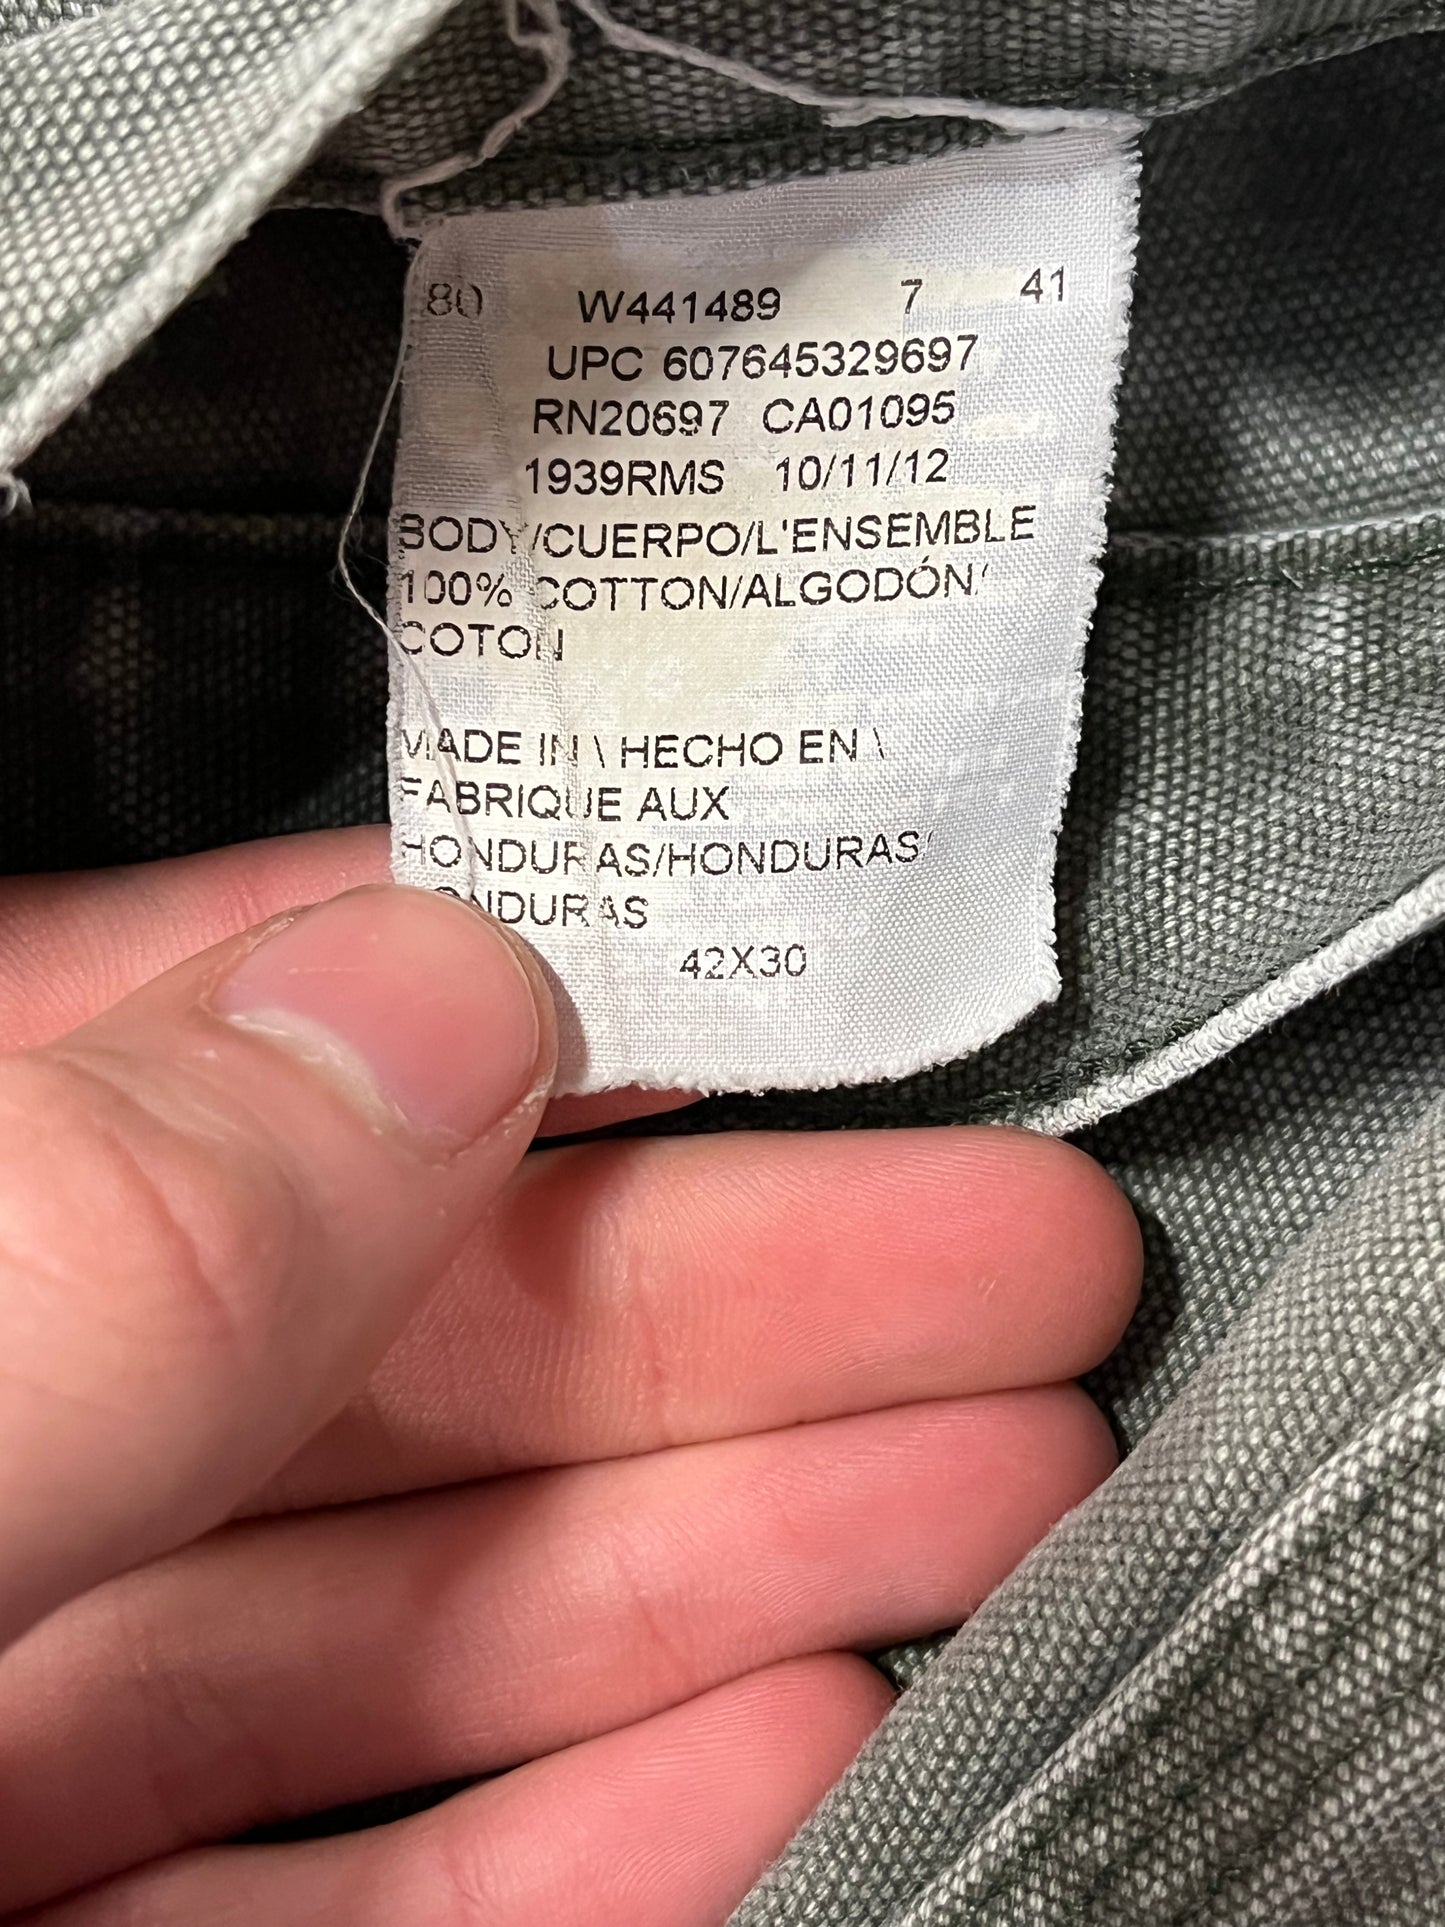 80 W441489 7 41
UPC 607645329697
RN20697 CA01095
1939RMS 10/11/12
BODY/CUERPO/L'ENSEMBLE
100% COTTON/ALGODÓN/
COTON
MADE IN \ HECHO EN \
FABRIQUE AUX
HONDURAS/HONDURAS/
HONDURAS
42X30